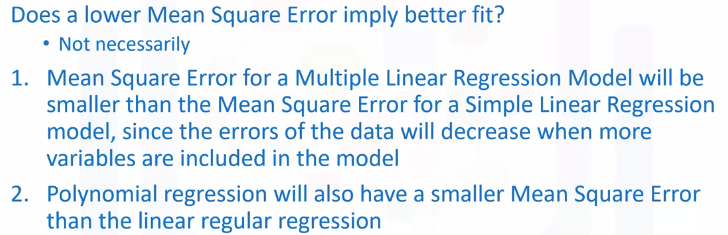 Does a lower Mean Square Error imply better fit?
• Not necessarily
1. Mean Square Error for a Multiple Linear Regression Model will be
smaller than the Mean Square Error for a Simple Linear Regression
model, since the errors of the data will decrease when more
variables are included in the model
2. Polynomial regression will also have a smaller Mean Square Error
than the linear regular regression